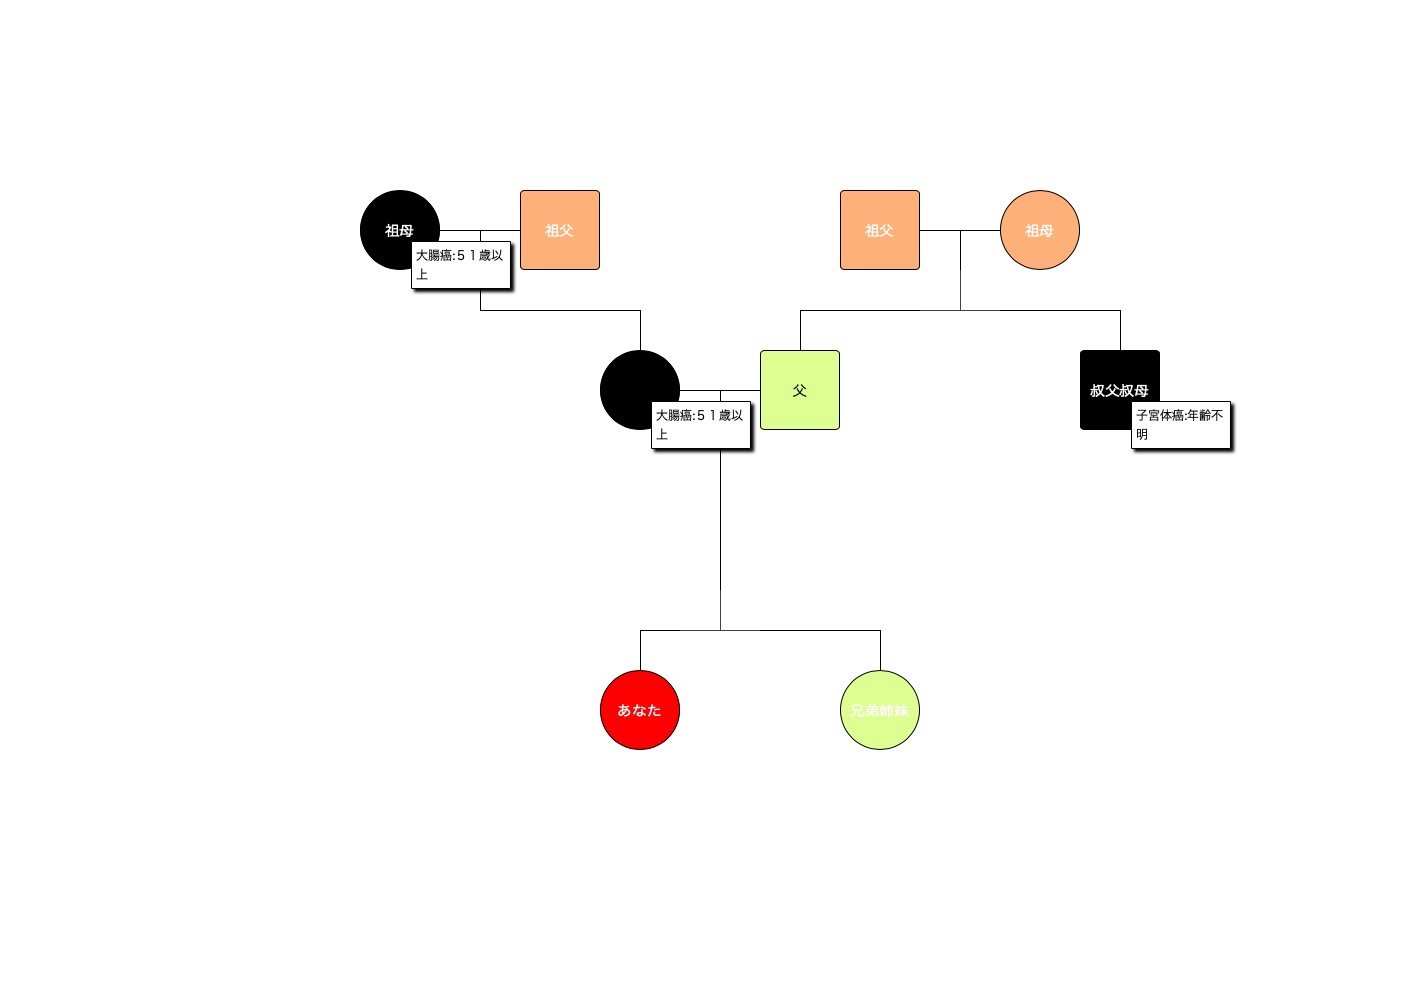 祖母
祖父
祖父
祖母
大腸癌:５１歳以
上
父
叔父叔母
大腸癌:５１歳以
上
子宮体癌:年齢不
明
あなた
兄弟姉妹